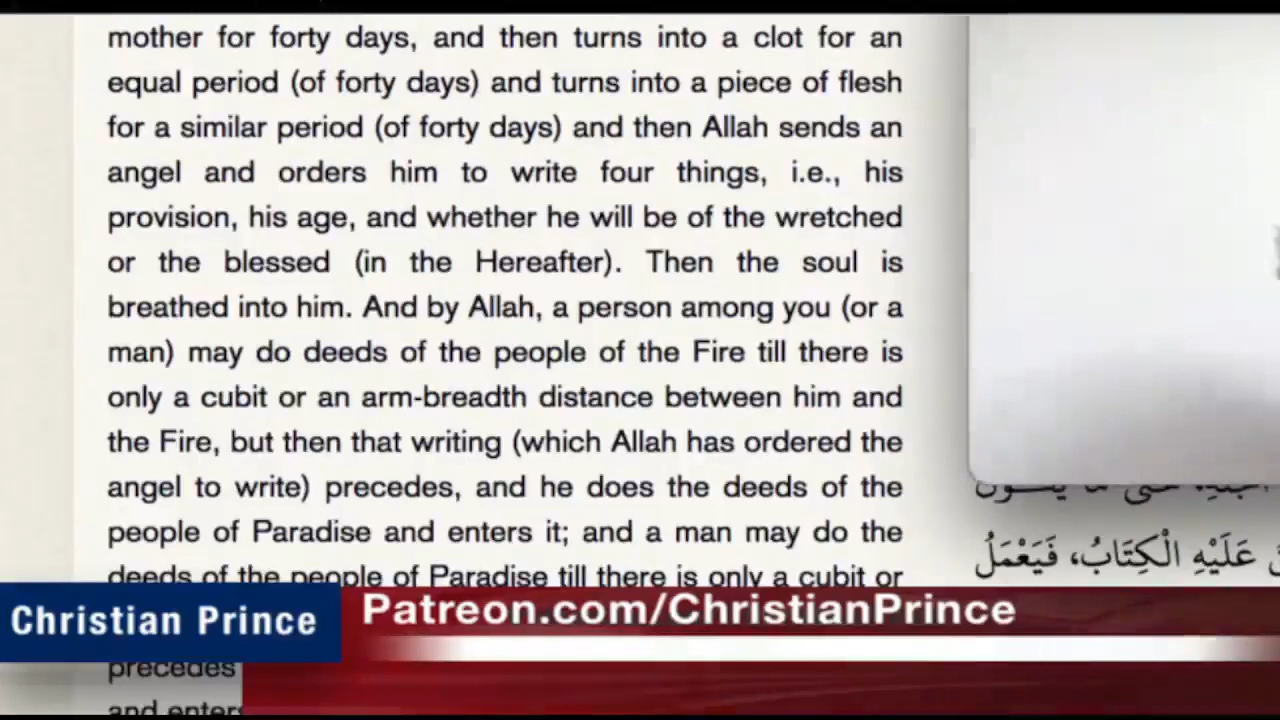 mother for forty days, and then turns into a clot for an
equal period (of forty days) and turns into a piece of flesh
for a similar period (of forty days) and then Allah sends an
angel and orders him to write four things, i.e., his
provision, his age, and whether he will be of the wretched
or the blessed (in the Hereafter). Then the soul is
breathed into him. And by Allah, a person among you (or a
man) may do deeds of the people of the Fire till there is
only a cubit or an arm-breadth distance between him and
the Fire, but then that writing (which Allah has ordered the
angel to write) precedes, and he does the deeds of the
people of Paradise and enters it; and a man may do the
deeds of the people of Paradise till there is only a cubit or
precedes
and enters
عَلَيْهِ الْكِتَابُ، فَيَعْمَلُ
Christian Prince
Patreon.com/ChristianPrince